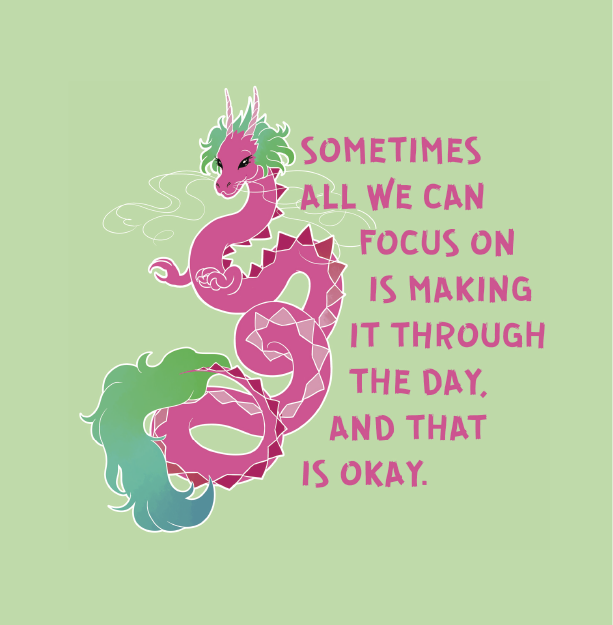 SOMETIMES
ALL WE CAN
FOCUS ON
IS MAKING
IT THROUGH
THE DAY,
AND THAT
IS OKAY.